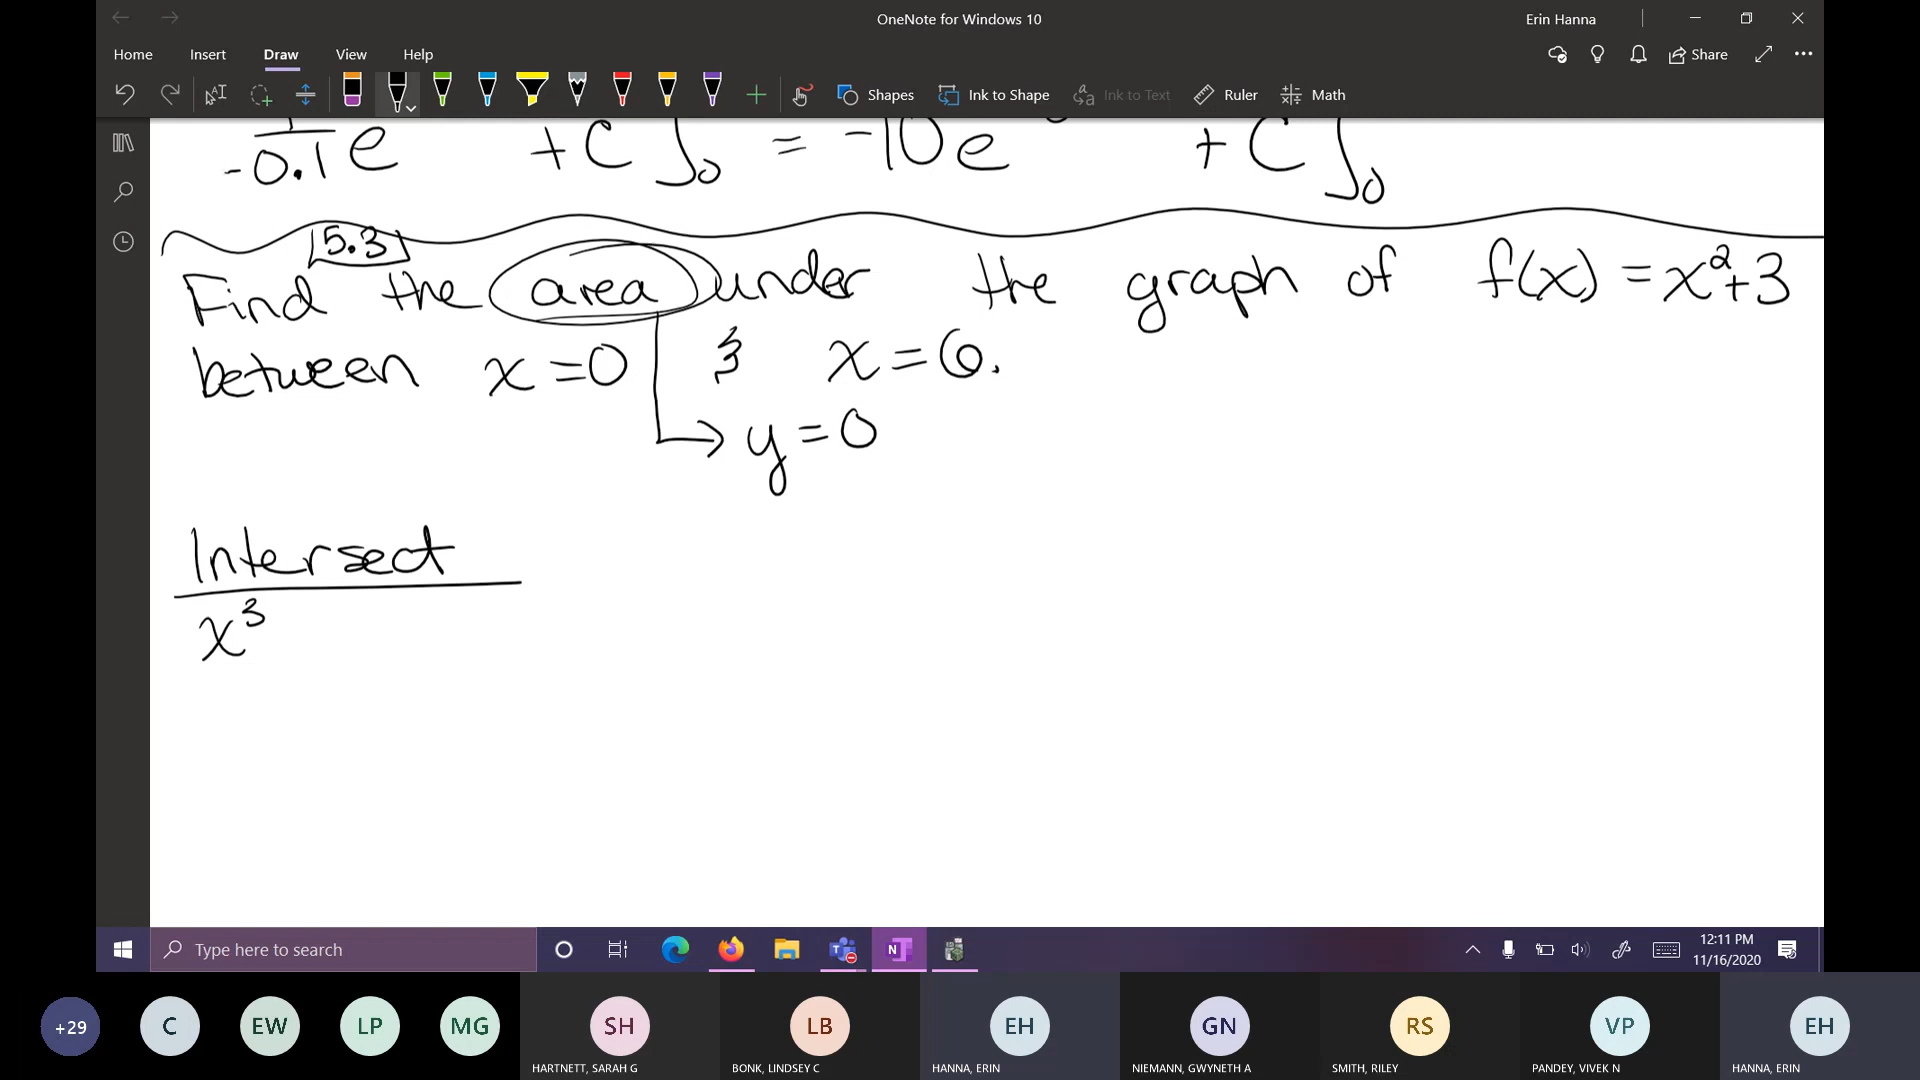 OneNote for Windows 10
Erin Hanna
Home Insert Draw View Help
Share
Shapes Ink to Shape Ink to Text Ruler Math
-0.1 e + C ]0 = -10e + C ]0
5.3
Find the area under the graph of f(x) = x²+3
between x=0 & x=6.
→ y=0
Intersect
x³
Type here to search
12:11 PM
11/16/2020
+29 C EW LP MG SH LB EH GN RS VP EH
HARTNETT, SARAH G BONK, LINDSEY C HANNA, ERIN NIEMANN, GWYNETH A SMITH, RILEY PANDEY, VIVEK N HANNA, ERIN